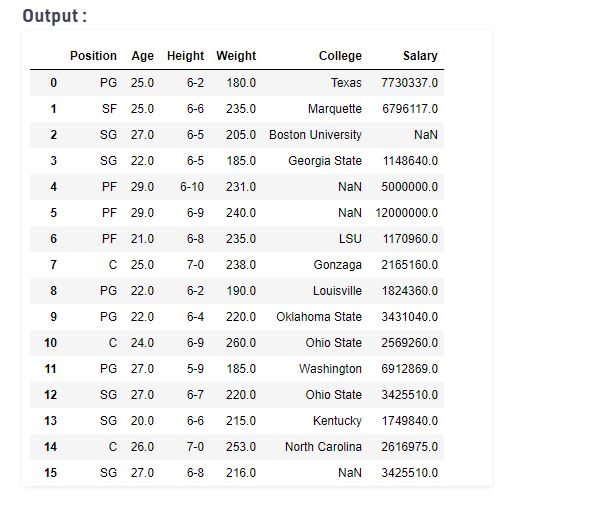 Output :
Position Age Height Weight College Salary
0 PG 25.0 6-2 180.0 Texas 7730337.0
1 SF 25.0 6-6 235.0 Marquette 6796117.0
2 SG 27.0 6-5 205.0 Boston University NaN
3 SG 22.0 6-5 185.0 Georgia State 1148640.0
4 PF 29.0 6-10 231.0 NaN 5000000.0
5 PF 29.0 6-9 240.0 NaN 12000000.0
6 PF 21.0 6-8 235.0 LSU 1170960.0
7 C 25.0 7-0 238.0 Gonzaga 2165160.0
8 PG 22.0 6-2 190.0 Louisville 1824360.0
9 PG 22.0 6-4 220.0 Oklahoma State 3431040.0
10 C 24.0 6-9 260.0 Ohio State 2569260.0
11 PG 27.0 5-9 185.0 Washington 6912869.0
12 SG 27.0 6-7 220.0 Ohio State 3425510.0
13 SG 20.0 6-6 215.0 Kentucky 1749840.0
14 C 26.0 7-0 253.0 North Carolina 2616975.0
15 SG 27.0 6-8 216.0 NaN 3425510.0